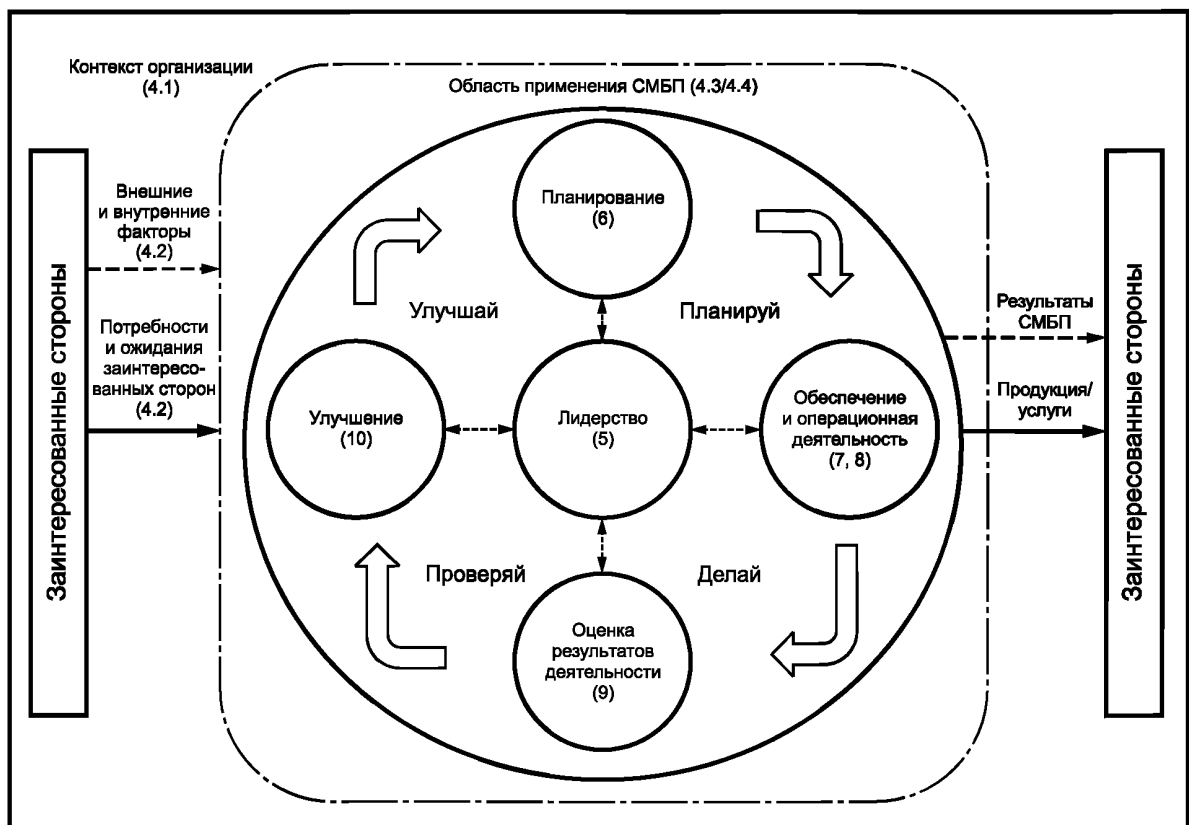 Контекст организации
(4.1)
Область применения СМБП (4.3/4.4)
Заинтересованные стороны
Внешние
и внутренние
факторы
(4.2)
Потребности
и ожидания
заинтересо-
ванных сторон
(4.2)
Планирование
(6)
Улучшай
Планируй
Улучшение
(10)
Лидерство
(5)
Обеспечение
и операционная
деятельность
(7, 8)
Проверяй
Делай
Оценка
результатов
деятельности
(9)
Результаты
СМБП
Продукция/
услуги
Заинтересованные стороны